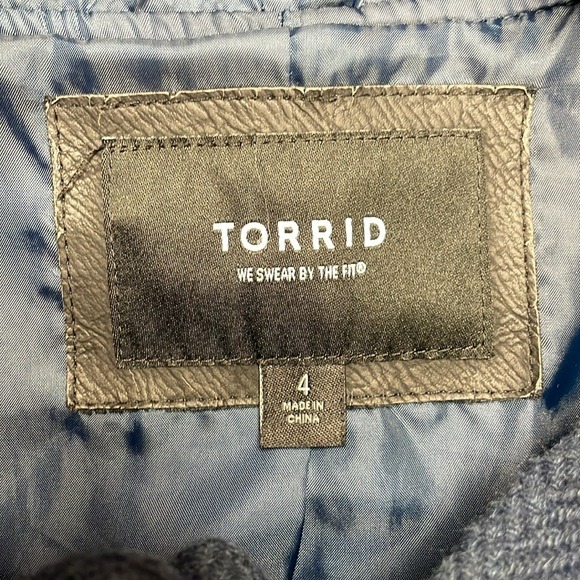 TORRID
WE SWEAR BY THE FIT®
4
MADE IN
CHINA